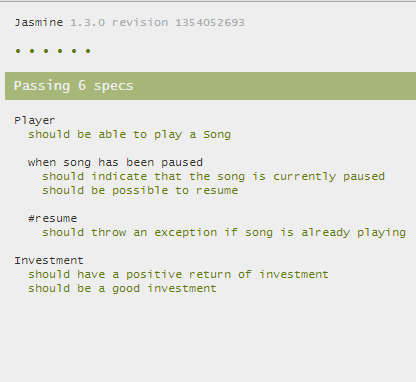 Jasmine 1.3.0 revision 1354052693
• • • • • •
Passing 6 specs
Player
should be able to play a Song
when song has been paused
should indicate that the song is currently paused
should be possible to resume
#resume
should throw an exception if song is already playing
Investment
should have a positive return of investment
should be a good investment